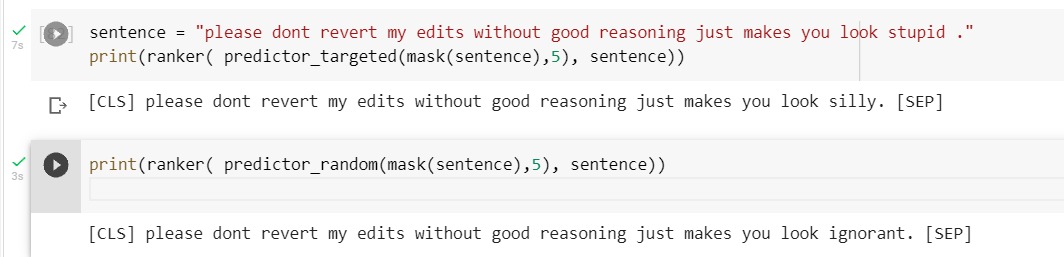 sentence = "please dont revert my edits without good reasoning just makes you look stupid ."
7s
print(ranker( predictor_targeted(mask(sentence),5), sentence))
[CLS] please dont revert my edits without good reasoning just makes you look silly. [SEP]
print(ranker( predictor_random(mask(sentence),5), sentence))
3s
[CLS] please dont revert my edits without good reasoning just makes you look ignorant. [SEP]